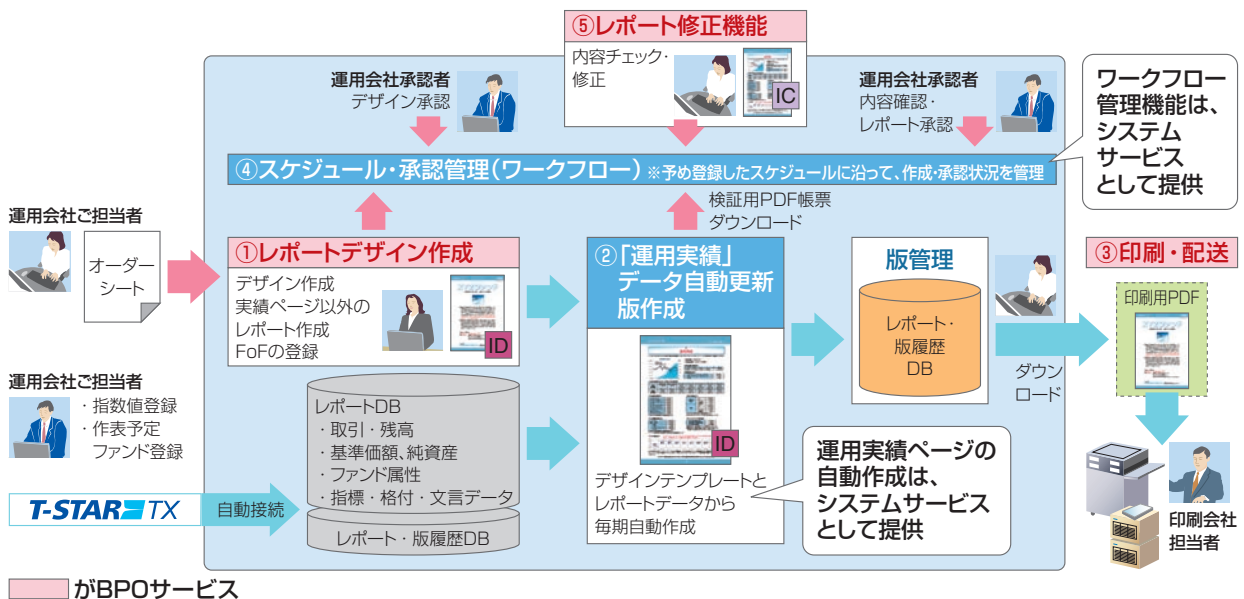 ⑤レポート修正機能
内容チェック・
修正
IC
運用会社承認者
デザイン承認
運用会社承認者
内容確認・
レポート承認
ワークフロー
管理機能は、
システム
サービス
として提供
④スケジュール・承認管理(ワークフロー) ※予め登録したスケジュールに沿って、作成・承認状況を管理
検証用PDF帳票
ダウンロード
運用会社ご担当者
オーダー
シート
①レポートデザイン作成
デザイン作成
実績ページ以外の
レポート作成
FoFの登録
ID
②「運用実績」
データ自動更新
版作成
ID
デザインテンプレートと
レポートデータから
毎期自動作成
版管理
レポート・
版履歴
DB
ダウン
ロード
③印刷・配送
印刷用PDF
印刷会社
担当者
運用会社ご担当者
・指数値登録
・作表予定
ファンド登録
レポートDB
・取引・残高
・基準価額、純資産
・ファンド属性
・指標・格付・文言データ
レポート・版履歴DB
T-STAR TX
自動接続
運用実績ページの
自動作成は、
システムサービス
として提供
がBPOサービス